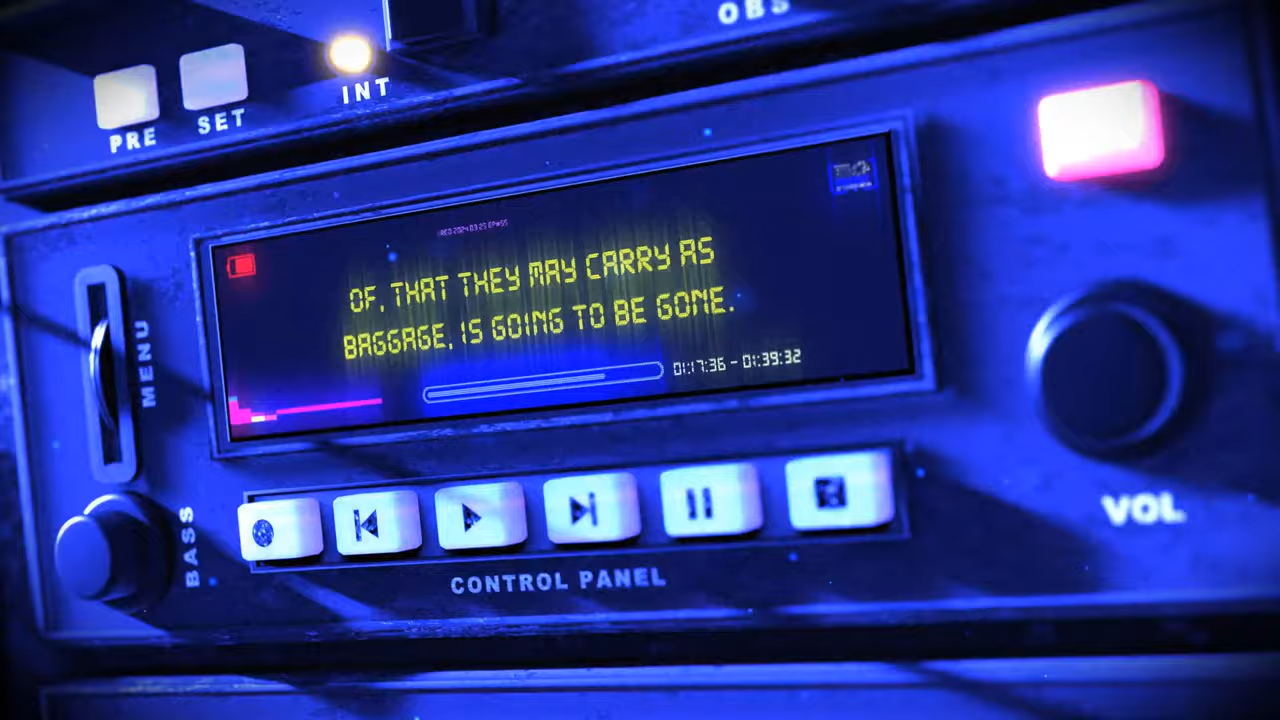 OBS
INT
PRE
SET
OF, THAT THEY MAY CARRY AS
BAGGAGE, IS GOING TO BE GONE.
01:17:36 - 01:39:32
MENU
BASS
VOL
CONTROL PANEL